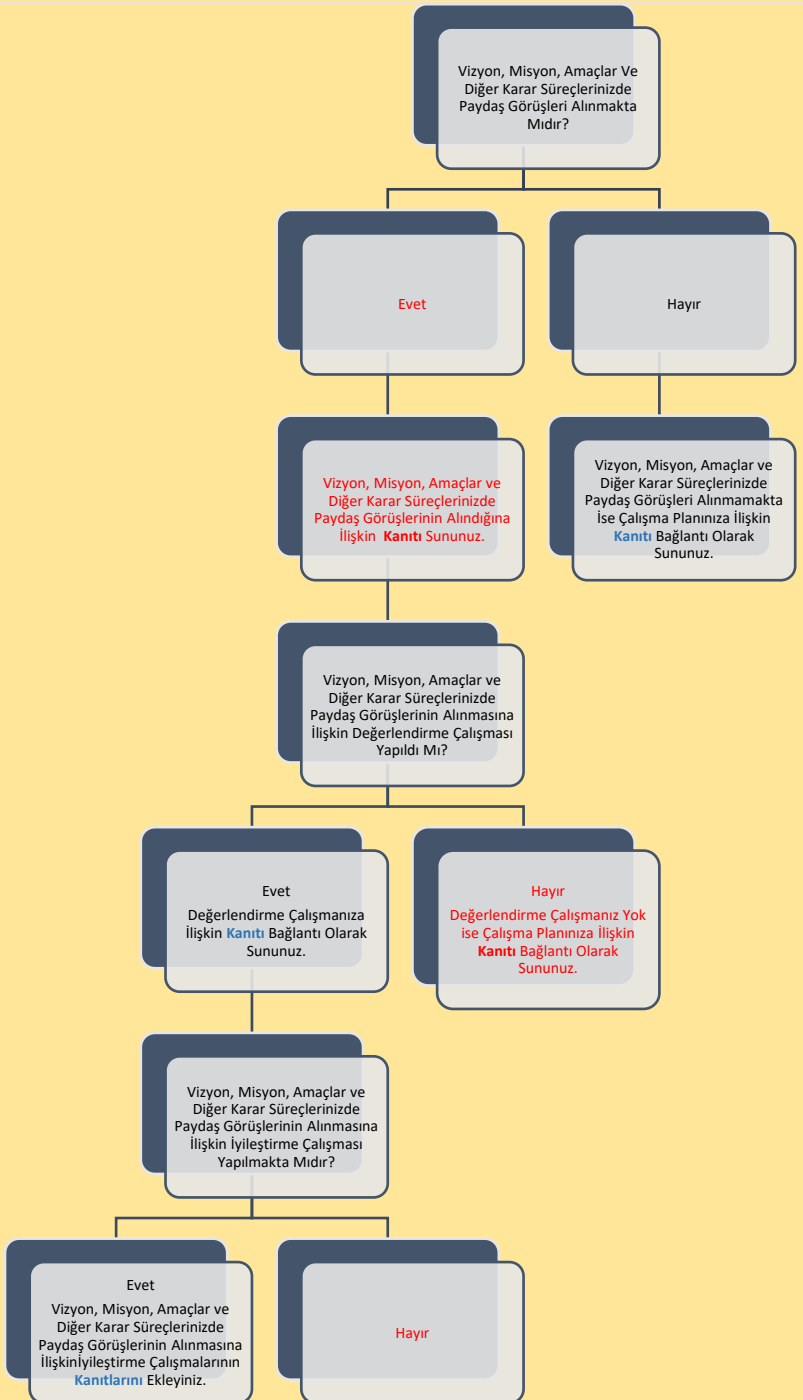 Vizyon, Misyon, Amaçlar Ve
Diğer Karar Süreçlerinizde
Paydaş Görüşleri Alınmakta
Mıdır?
Evet
Hayır
Vizyon, Misyon, Amaçlar ve
Diğer Karar Süreçlerinizde
Paydaş Görüşlerinin Alındığına
İlişkin Kanıtı Sununuz.
Vizyon, Misyon, Amaçlar ve
Diğer Karar Süreçlerinizde
Paydaş Görüşleri Alınmamakta
İse Çalışma Planınıza İlişkin
Kanıtı Bağlantı Olarak
Sununuz.
Vizyon, Misyon, Amaçlar ve
Diğer Karar Süreçlerinizde
Paydaş Görüşlerinin Alınmasına
İlişkin Değerlendirme Çalışması
Yapıldı Mı?
Evet
Değerlendirme Çalışmanıza
İlişkin Kanıtı Bağlantı Olarak
Sununuz.
Hayır
Değerlendirme Çalışmanız Yok
ise Çalışma Planınıza İlişkin
Kanıtı Bağlantı Olarak
Sununuz.
Vizyon, Misyon, Amaçlar ve
Diğer Karar Süreçlerinizde
Paydaş Görüşlerinin Alınmasına
İlişkin İyileştirme Çalışması
Yapılmakta Mıdır?
Evet
Vizyon, Misyon, Amaçlar ve
Diğer Karar Süreçlerinizde
Paydaş Görüşlerinin Alınmasına
İlişkinİyileştirme Çalışmalarının
Kanıtlarını Ekleyiniz.
Hayır